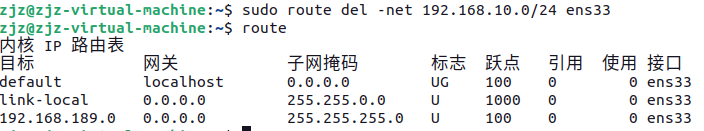 zjz@zjz-virtual-machine:~$ sudo route del -net 192.168.10.0/24 ens33
zjz@zjz-virtual-machine:~$ route
内核 IP 路由表
目标 网关 子网掩码 标志 跃点 引用 使用 接口
default localhost 0.0.0.0 UG 100 0 0 ens33
link-local 0.0.0.0 255.255.0.0 U 1000 0 0 ens33
192.168.189.0 0.0.0.0 255.255.255.0 U 100 0 0 ens33